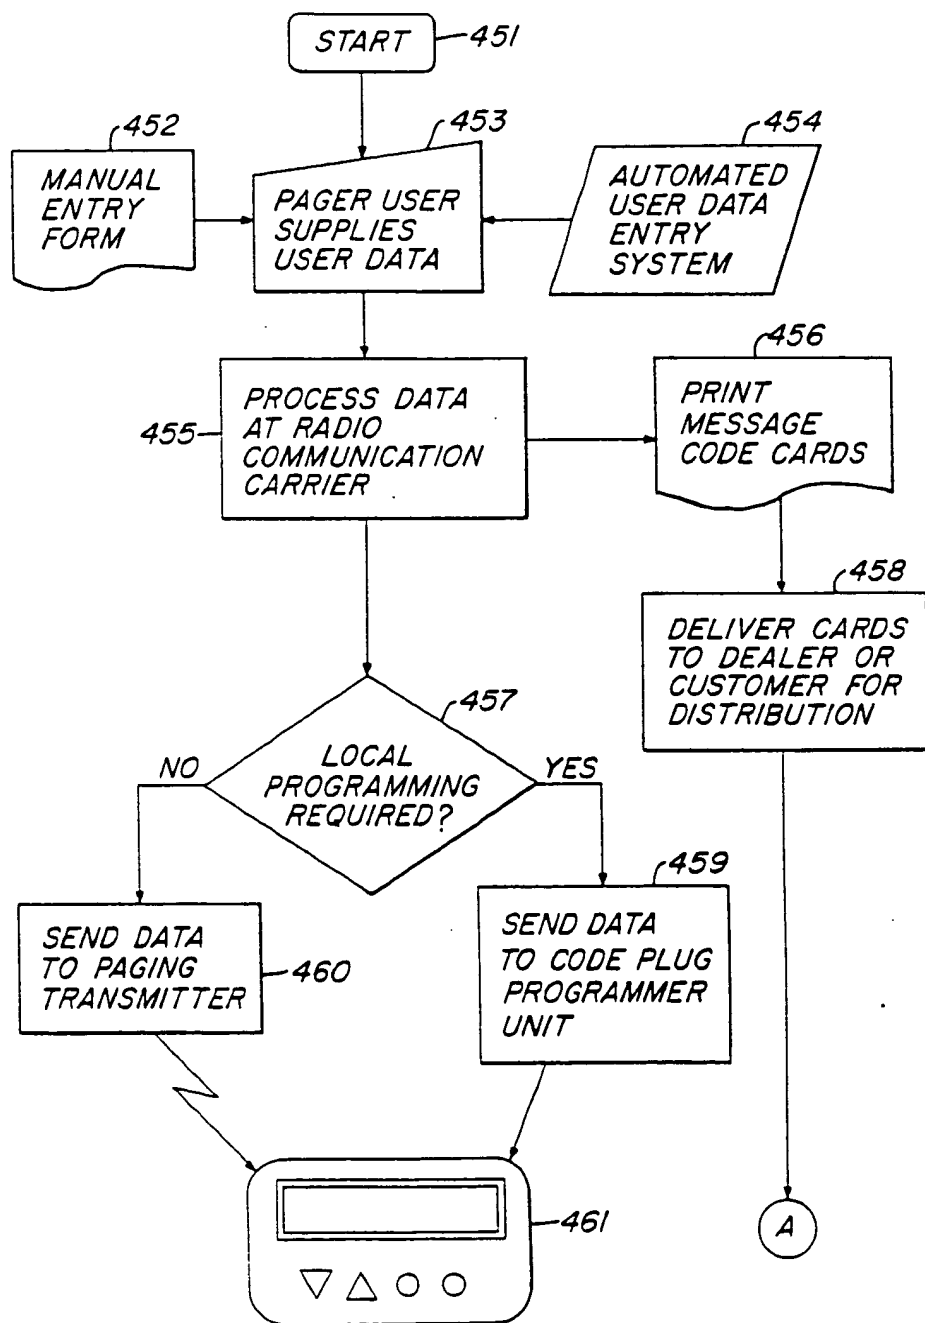 START
451
452
453
454
MANUAL
ENTRY
FORM
PAGER USER
SUPPLIES
USER DATA
AUTOMATED
USER DATA
ENTRY
SYSTEM
455
PROCESS DATA
AT RADIO
COMMUNICATION
CARRIER
456
PRINT
MESSAGE
CODE CARDS
458
DELIVER CARDS
TO DEALER OR
CUSTOMER FOR
DISTRIBUTION
457
NO
LOCAL
PROGRAMMING
REQUIRED?
YES
SEND DATA
TO PAGING
TRANSMITTER
460
459
SEND DATA
TO CODE PLUG
PROGRAMMER
UNIT
461
A